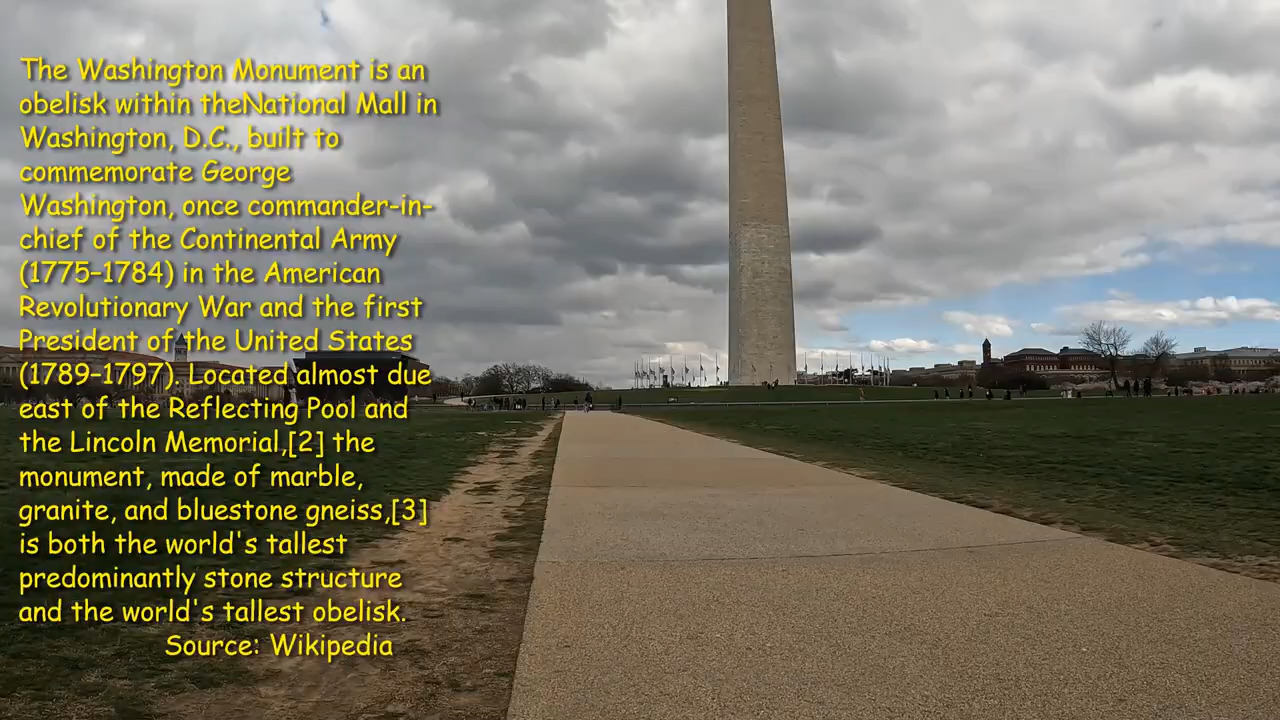 The Washington Monument is an
obelisk within theNational Mall in
Washington, D.C., built to
commemorate George
Washington, once commander-in-
chief of the Continental Army
(1775–1784) in the American
Revolutionary War and the first
President of the United States
(1789–1797). Located almost due
east of the Reflecting Pool and
the Lincoln Memorial,[2] the
monument, made of marble,
granite, and bluestone gneiss,[3]
is both the world's tallest
predominantly stone structure
and the world's tallest obelisk.
Source: Wikipedia